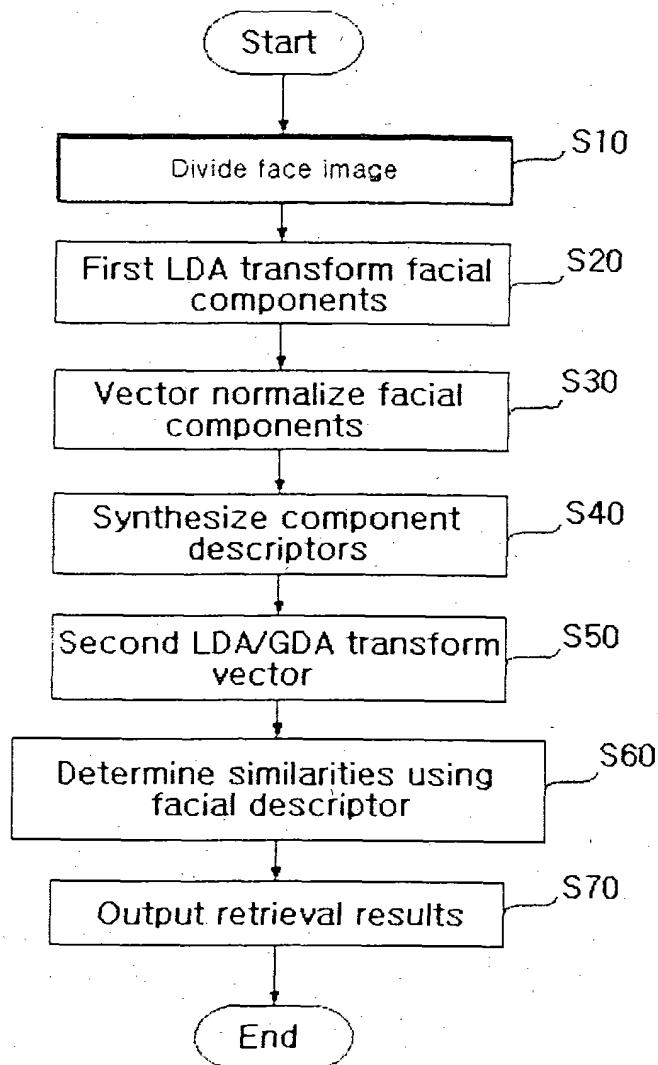 Start
Divide face image
S10
First LDA transform facial
components
S20
Vector normalize facial
components
S30
Synthesize component
descriptors
S40
Second LDA/GDA transform
vector
S50
Determine similarities using
facial descriptor
S60
Output retrieval results
S70
End